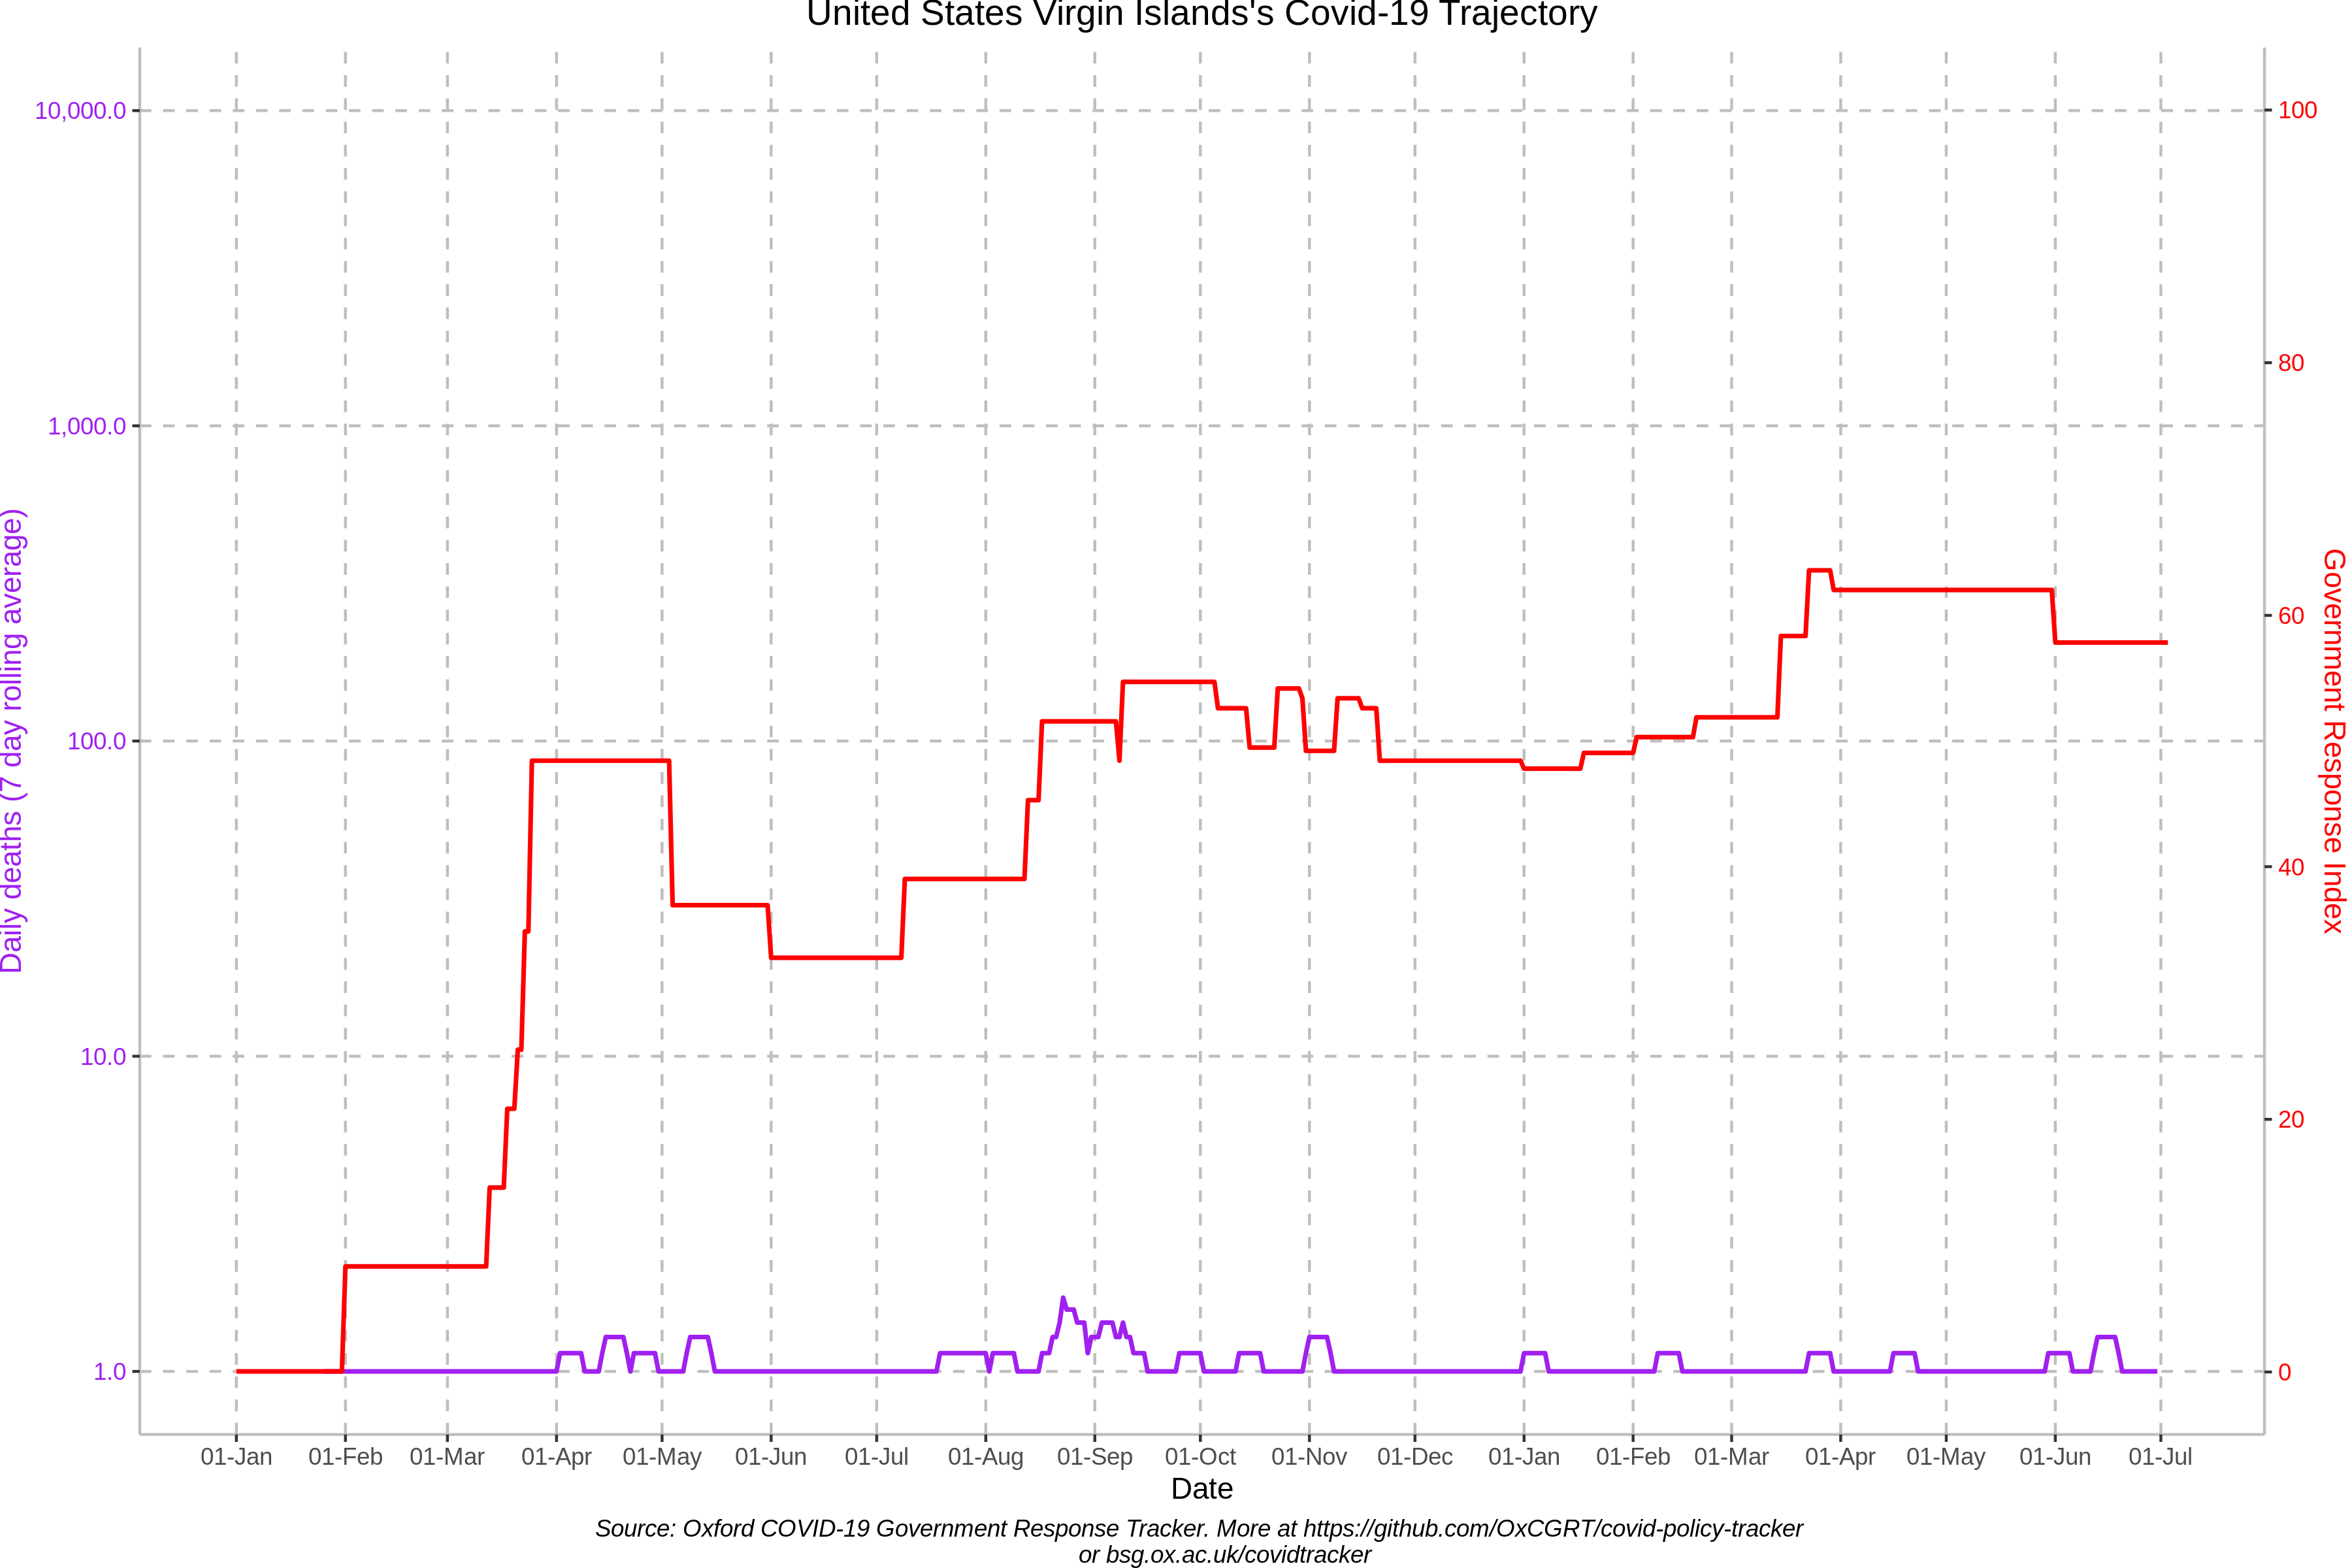 United States Virgin Islands's Covid-19 Trajectory
10,000.0
1,000.0
100.0
10.0
1.0
Daily deaths (7 day rolling average)
100
80
60
40
20
0
Government Response Index
01-Jan 01-Feb 01-Mar 01-Apr 01-May 01-Jun 01-Jul 01-Aug 01-Sep 01-Oct 01-Nov 01-Dec 01-Jan 01-Feb 01-Mar 01-Apr 01-May 01-Jun 01-Jul
Date
Source: Oxford COVID-19 Government Response Tracker. More at https://github.com/OxCGRT/covid-policy-tracker
or bsg.ox.ac.uk/covidtracker